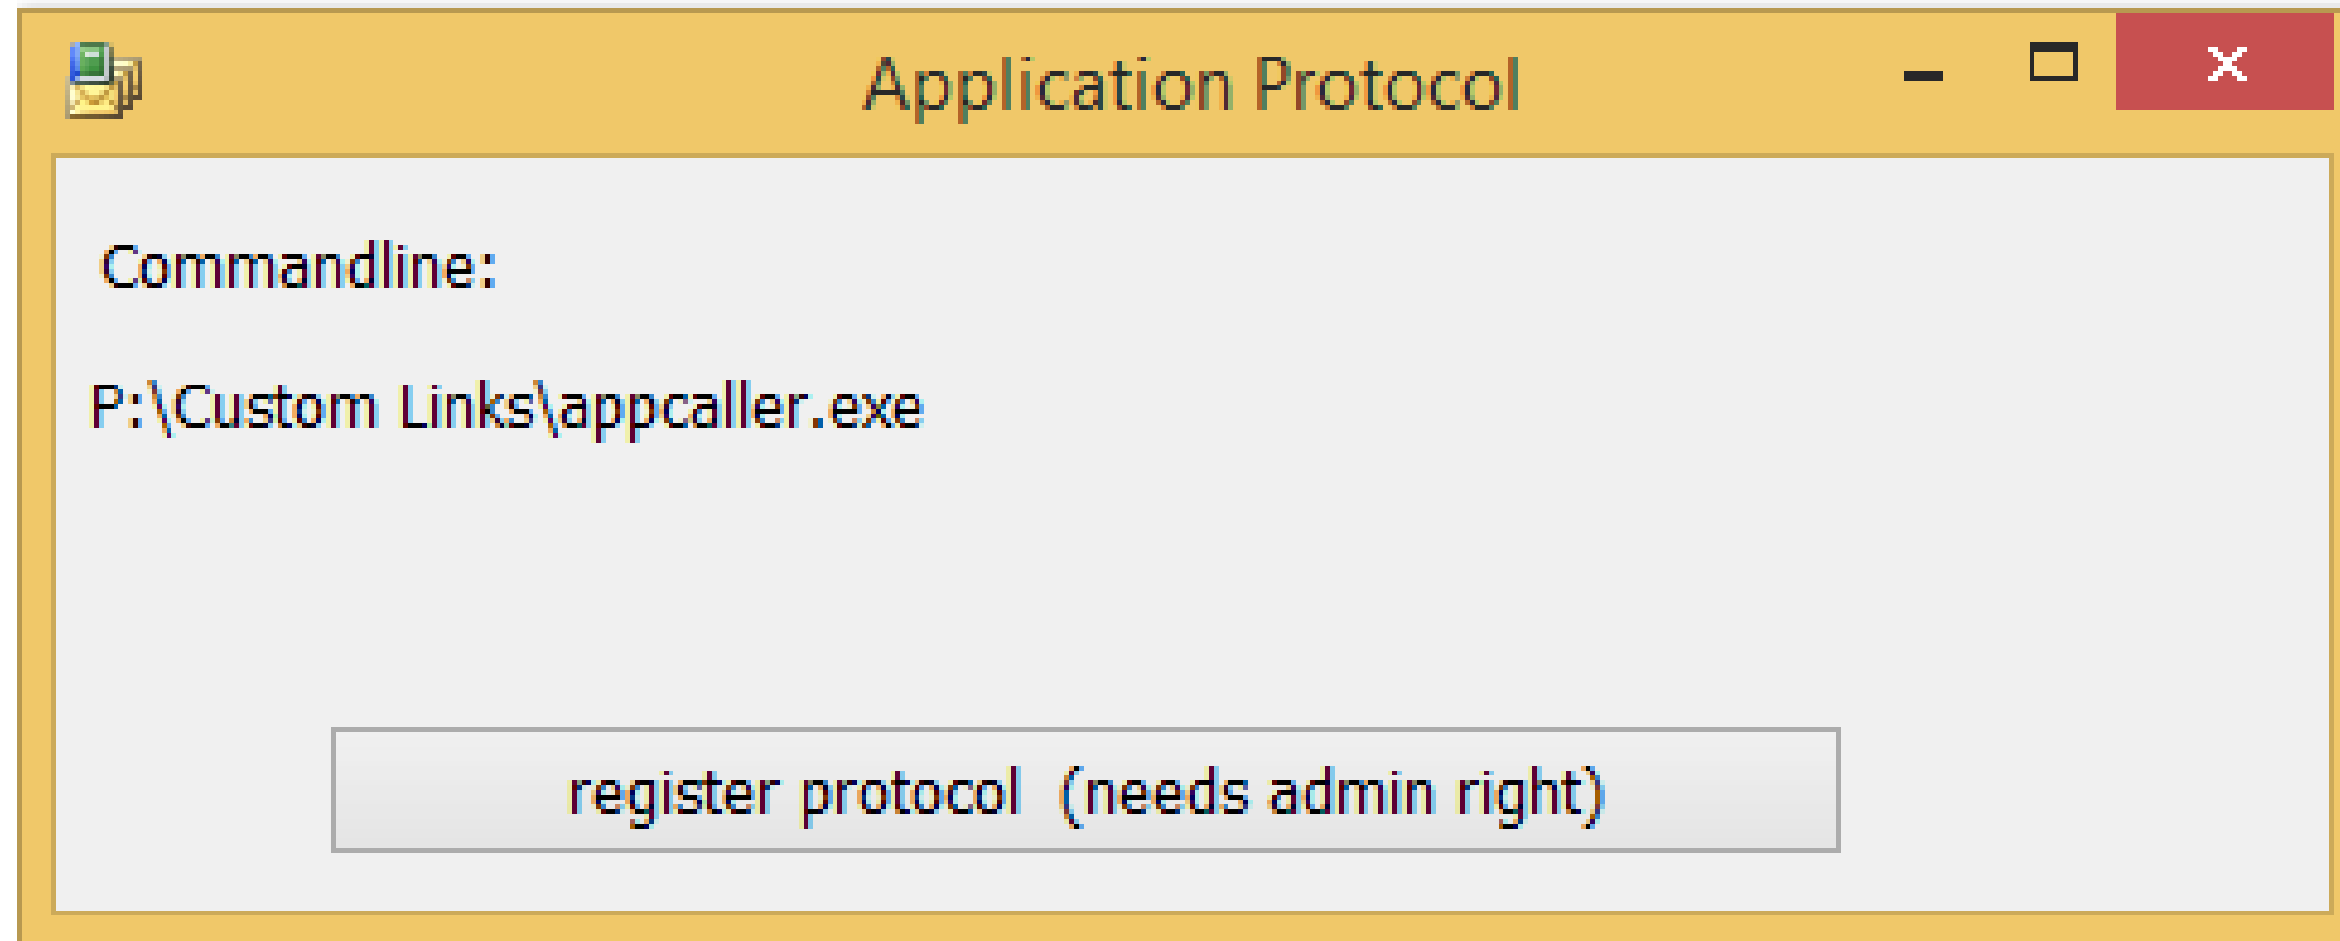 Application Protocol
Commandline:
P:\Custom Links\appcaller.exe
register protocol  (needs admin right)